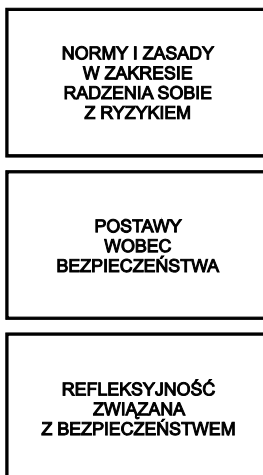 NORMY I ZASADY
W ZAKRESIE
RADZENIA SOBIE
Z RYZYKIEM
POSTAWY
WOBEC
BEZPIECZEŃSTWA
REFLEKSYJNOŚĆ
ZWIĄZANA
Z BEZPIECZEŃSTWEM